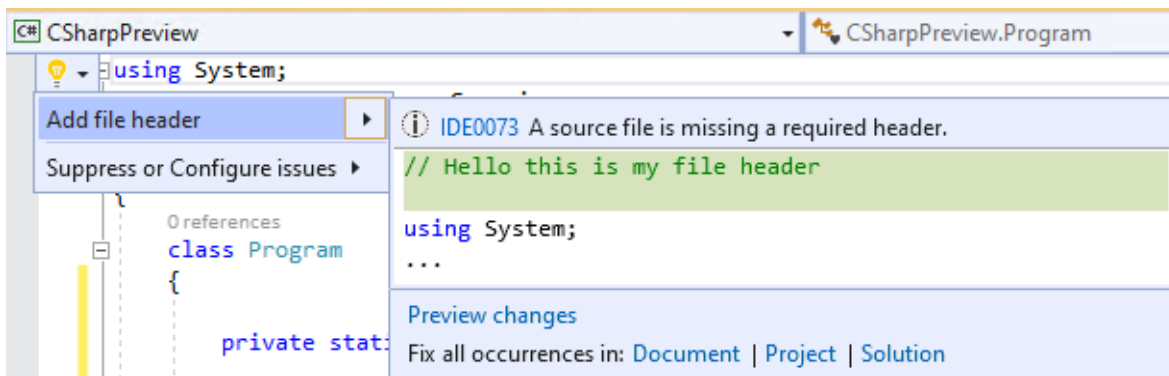 C# CSharpPreview CSharpPreview.Program
using System;
Add file header
IDE0073 A source file is missing a required header.
Suppress or Configure issues
// Hello this is my file header
using System;
...
{
0 references
class Program
{
private stati
Preview changes
Fix all occurrences in: Document | Project | Solution